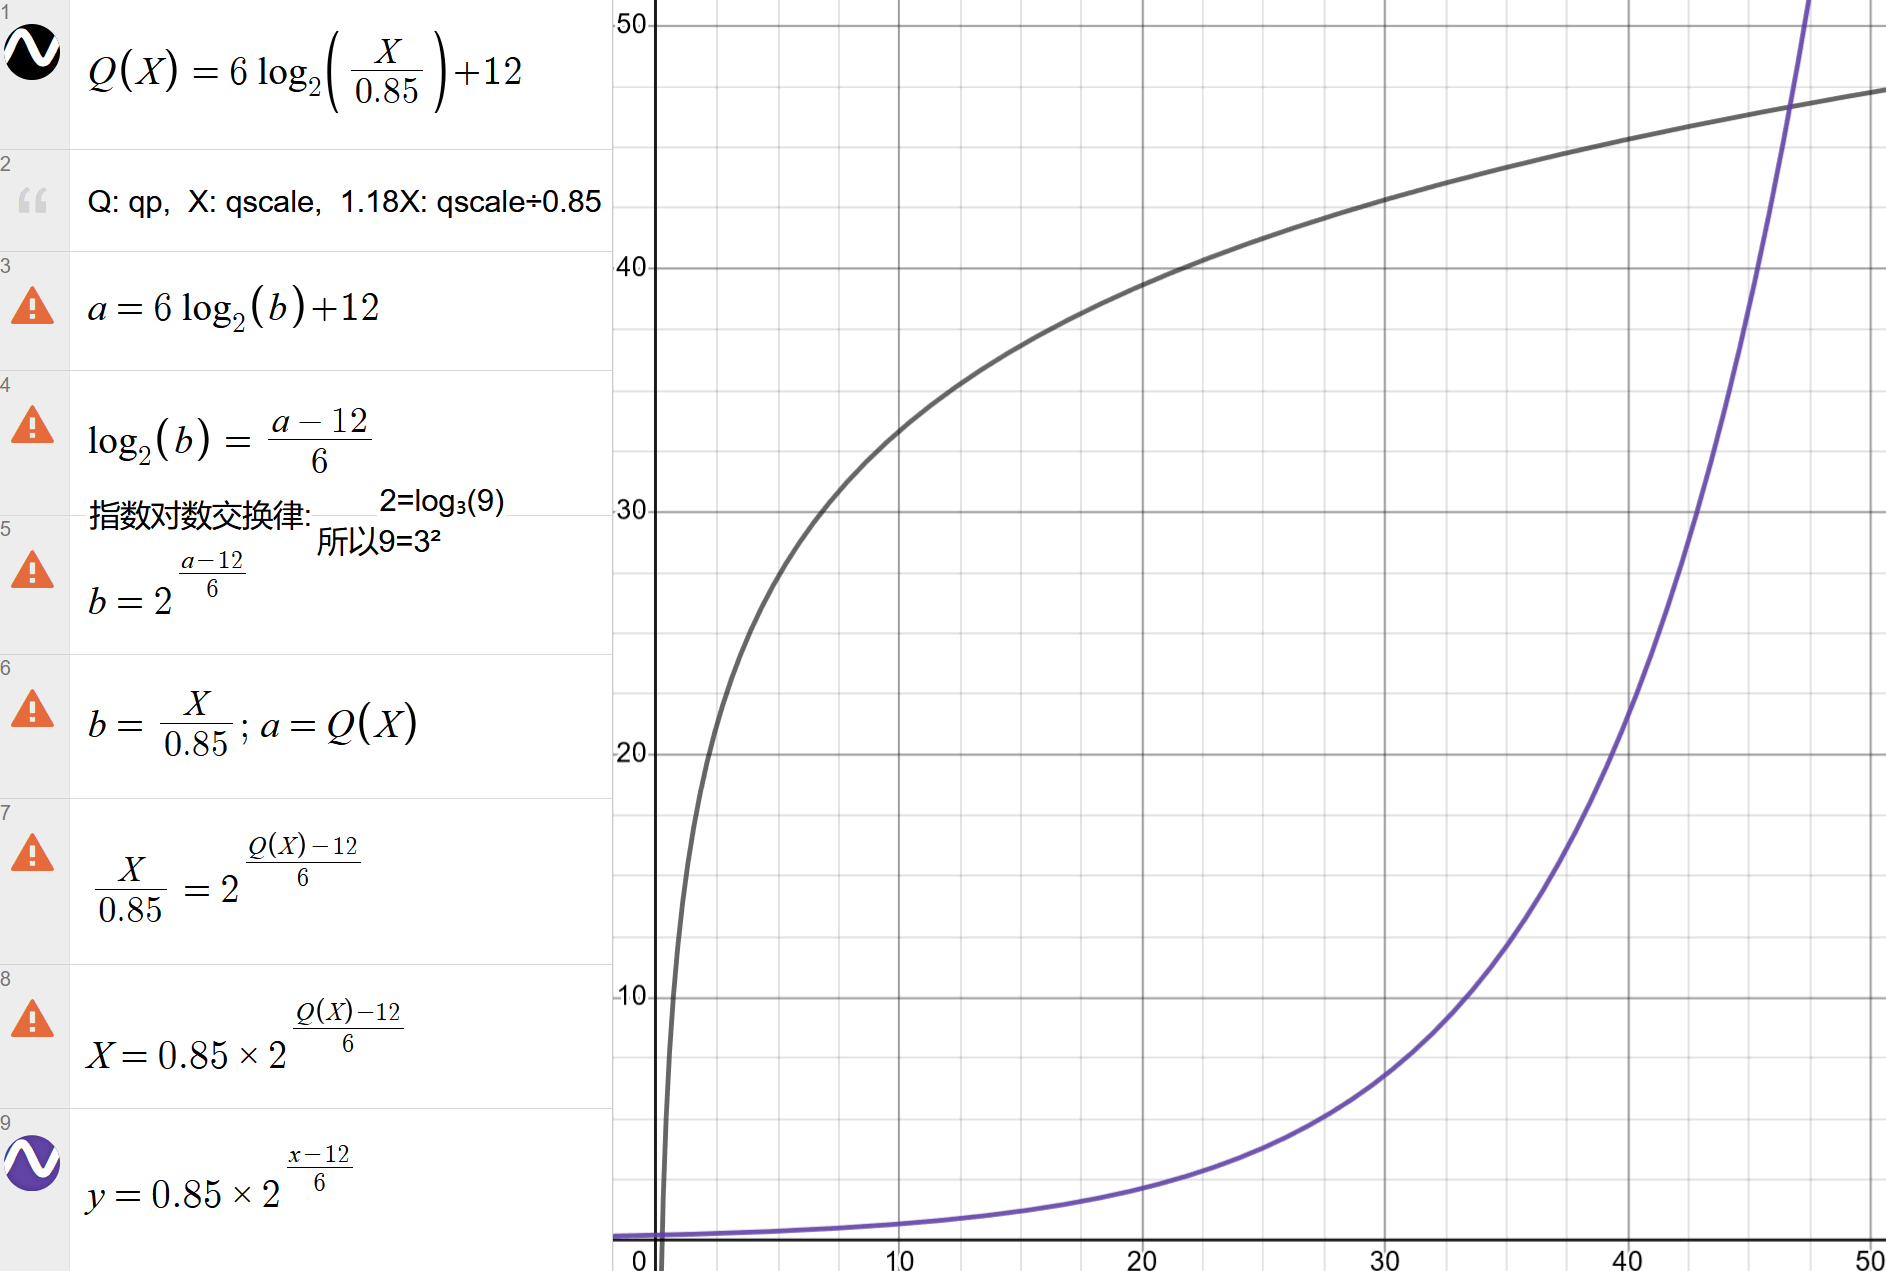 1
Q(X) = 6 log₂(X/0.85)+12
2
Q: qp, X: qscale, 1.18X: qscale÷0.85
3
a = 6 log₂(b)+12
4
log₂(b) = (a − 12)/6
指数对数交换律:
2=log₃(9)
所以9=3²
5
b = 2^((a−12)/6)
6
b = X/0.85 ; a = Q(X)
7
X/0.85 = 2^((Q(X)−12)/6)
8
X = 0.85 × 2^((Q(X)−12)/6)
9
y = 0.85 × 2^((x−12)/6)
50
40
30
20
10
0 10 20 30 40 50